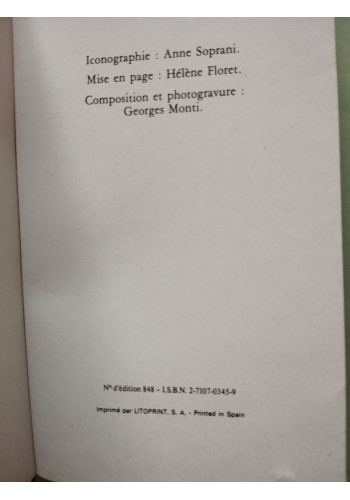 Iconographie : Anne Soprani.
Mise en page : Hélène Floret.
Composition et photogravure :
Georges Monti.
N° d'édition 848 – I.S.B.N. 2-7107-0345-9
Imprimé par LITOPRINT, S. A. - Printed in Spain